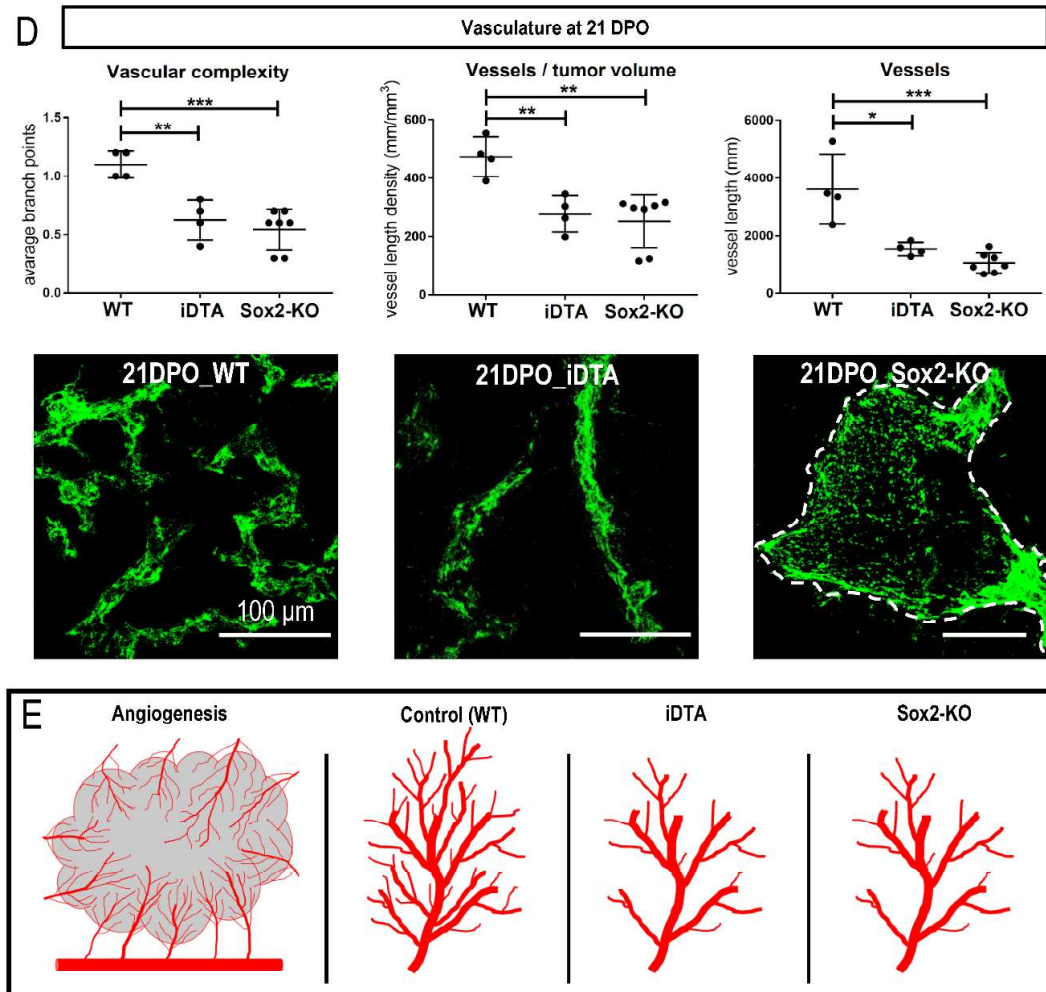 D
Vasculature at 21 DPO
Vascular complexity
***
**
avarage branch points
1.5
1.0
0.5
0.0
WT
iDTA
Sox2-KO
Vessels / tumor volume
**
**
vessel length density (mm/mm³)
600
400
200
0
WT
iDTA
Sox2-KO
Vessels
***
*
vessel length (mm)
6000
4000
2000
0
WT
iDTA
Sox2-KO
21DPO_WT
100 µm
21DPO_iDTA
21DPO_Sox2-KO
E
Angiogenesis
Control (WT)
iDTA
Sox2-KO